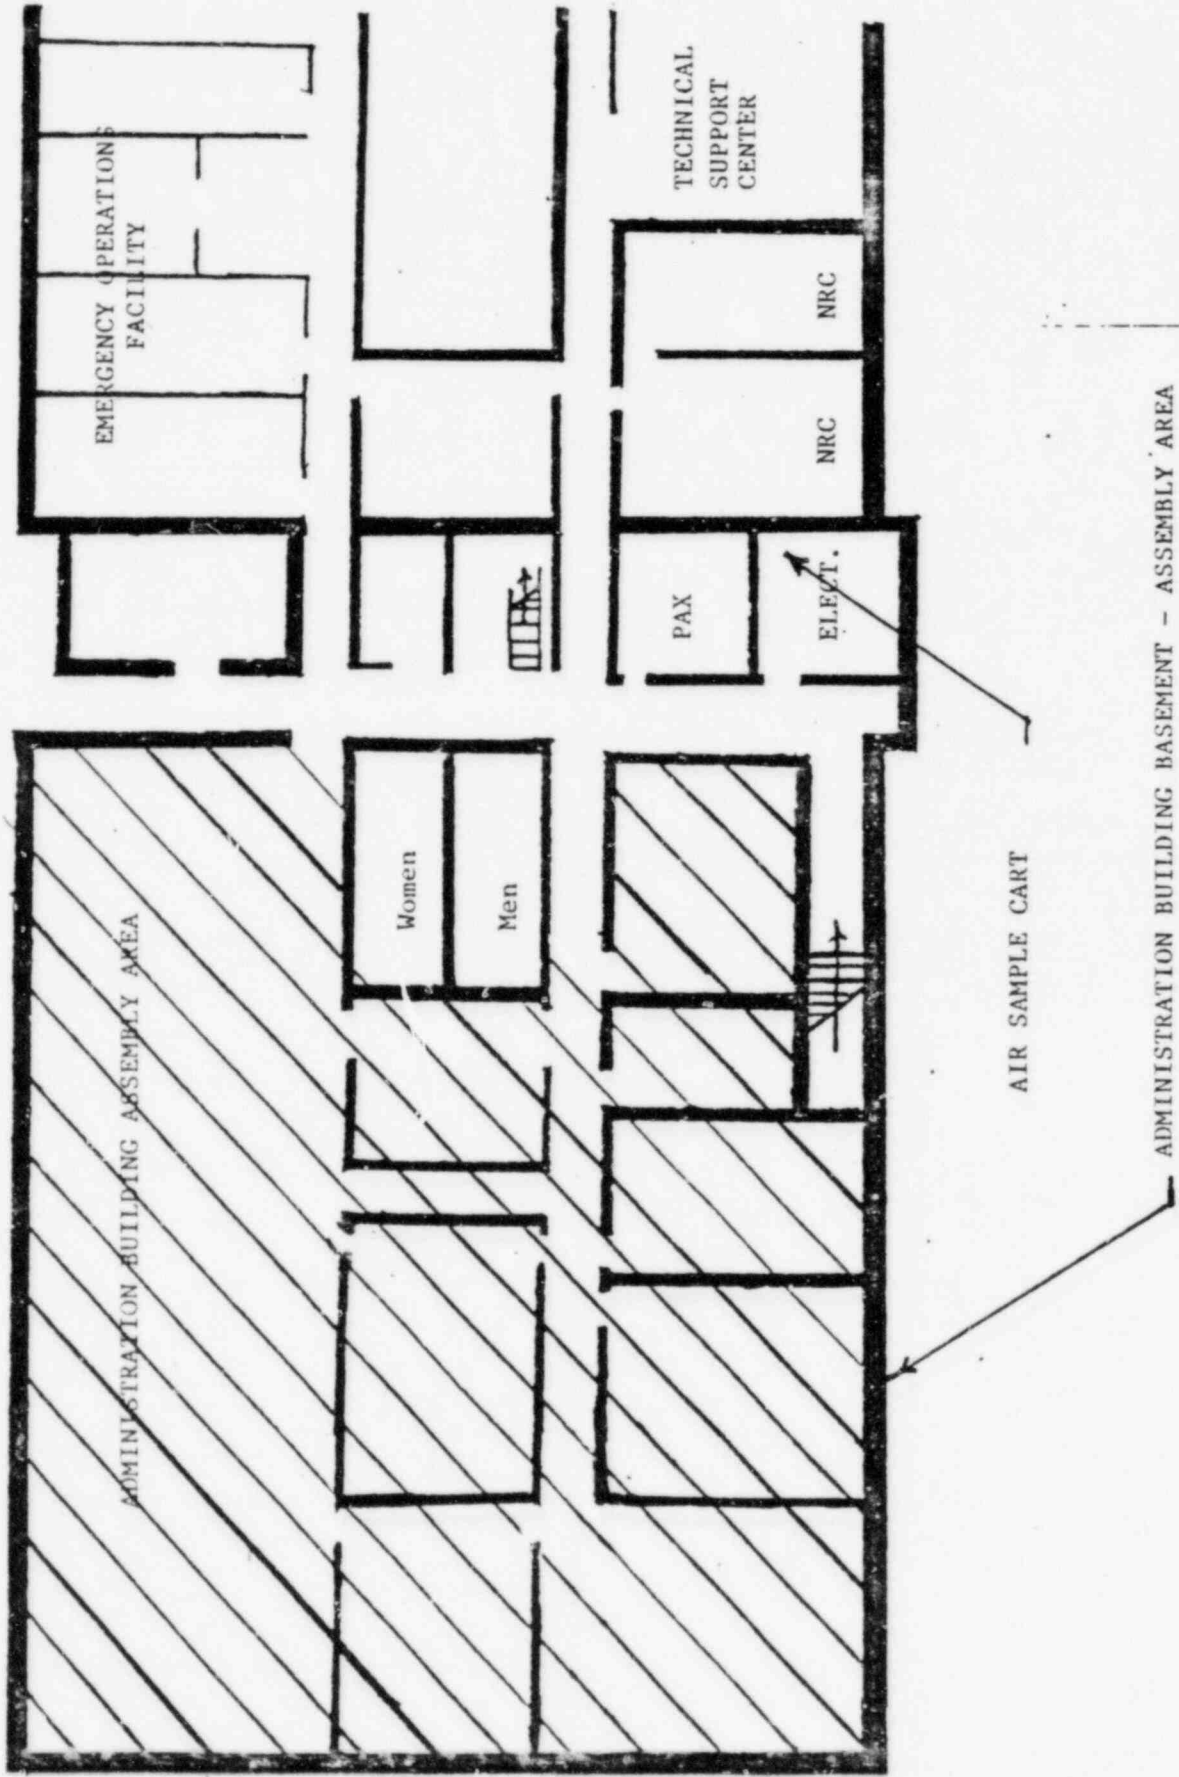 EMERGENCY OPERATIONS
FACILITY
TECHNICAL
SUPPORT
CENTER
NRC
NRC
PAX
ELECT.
ADMINISTRATION BUILDING ASSEMBLY AREA
Women
Men
AIR SAMPLE CART
ADMINISTRATION BUILDING BASEMENT - ASSEMBLY AREA